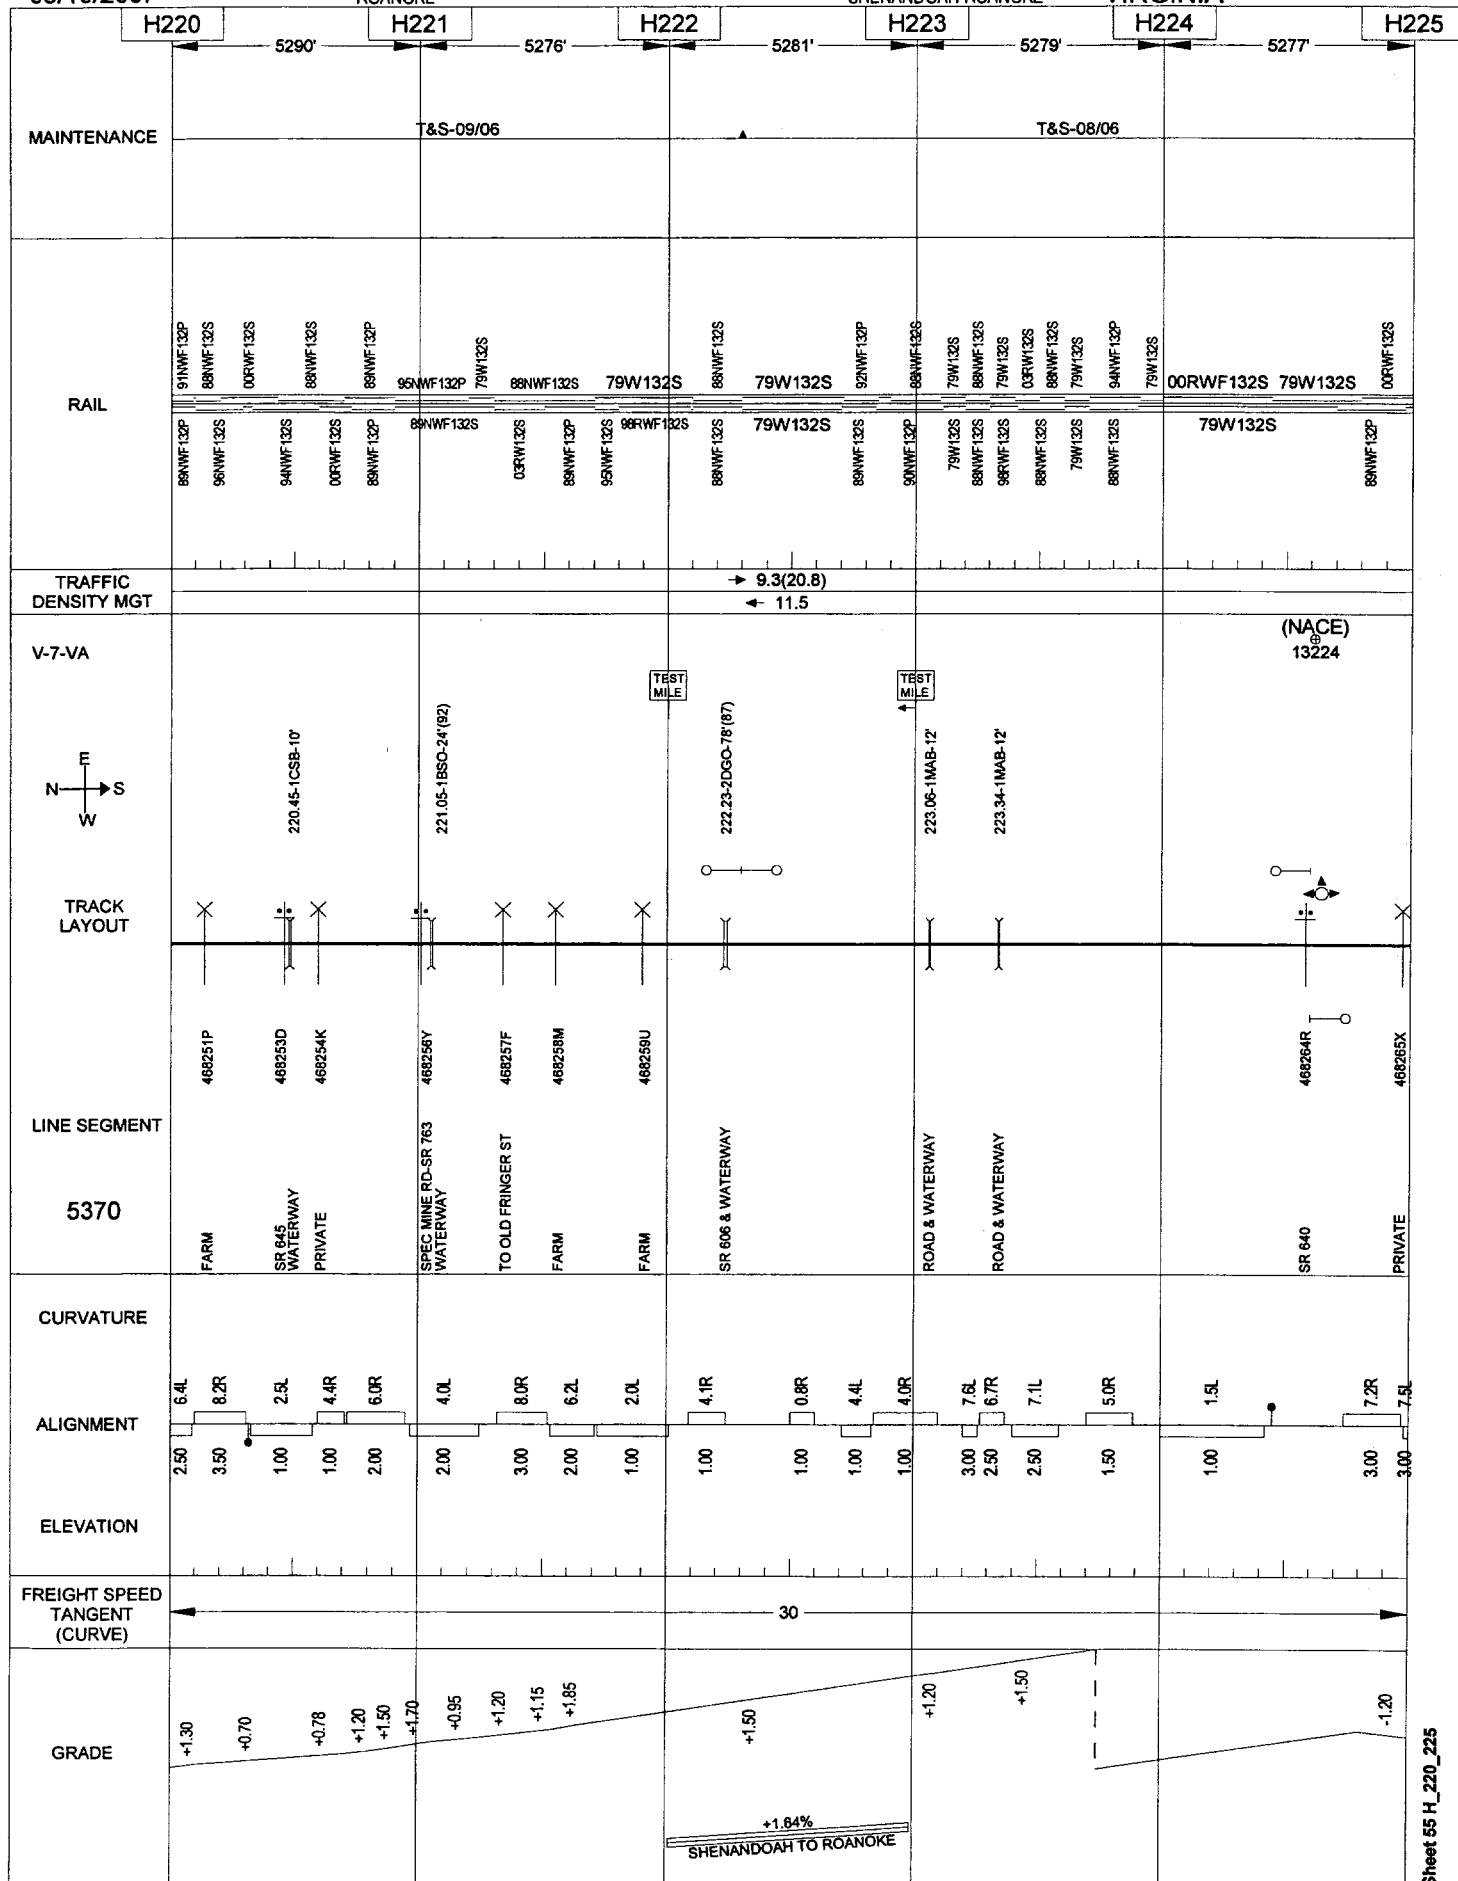 ROANOKE
H220 H221 H222 H223 H224 H225
5290' 5276' 5281' 5279' 5277'
MAINTENANCE
T&S-09/06 T&S-08/06
91NWF132P 88NWF132S 00RWF132S 88NWF132S 89NWF132P 95NWF132P 79W132S 88NWF132S 79W132S 88NWF132S 79W132S 92NWF132P 88NWF132S 79W132S 88NWF132S 79W132S 03RW132S 88NWF132S 79W132S 94NWF132P 79W132S 00RWF132S 79W132S 00RWF132S
RAIL
89NWF132P 96NWF132S 94NWF132S 00RWF132S 89NWF132P 89NWF132S 03RW132S 89NWF132P 95NWF132S 98RWF132S 88NWF132S 79W132S 89NWF132S 90NWF132P 79W132S 88NWF132S 98RWF132S 88NWF132S 79W132S 88NWF132S 79W132S 89NWF132P
TRAFFIC
DENSITY MGT
9.3(20.8)
11.5
V-7-VA
(NACE)
13224
TEST
MILE
TEST
MILE
E
N S
W
220.45-1CSB-10' 221.05-1BSO-24'(92) 222.23-2DGO-78'(87) 223.06-1MAB-12' 223.34-1MAB-12'
TRACK
LAYOUT
468251P 468253D 468254K 468256Y 468257F 468258M 468259U 468264R 468265X
LINE SEGMENT
5370
FARM
SR 645
WATERWAY
PRIVATE
SPEC MINE RD-SR 763
WATERWAY
TO OLD FRINGER ST
FARM
FARM
SR 606 & WATERWAY
ROAD & WATERWAY
ROAD & WATERWAY
SR 640
PRIVATE
CURVATURE
6.4L 8.2R 2.5L 4.4R 6.0R 4.0L 8.0R 6.2L 2.0L 4.1R 0.8R 4.4L 4.0R 7.6L 6.7R 7.1L 5.0R 1.5L 7.2R 7.5L
ALIGNMENT
2.50 3.50 1.00 1.00 2.00 2.00 3.00 2.00 1.00 1.00 1.00 1.00 1.00 3.00 2.50 2.50 1.50 1.00 3.00 3.00
ELEVATION
FREIGHT SPEED
TANGENT
(CURVE)
30
GRADE
+1.30 +0.70 +0.78 +1.20 +1.50 +1.70 +0.95 +1.20 +1.15 +1.85 +1.50 +1.20 +1.50 -1.20
+1.64%
SHENANDOAH TO ROANOKE
Sheet 55 H_220_225